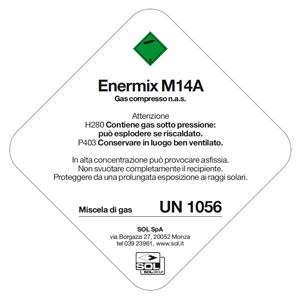 Enermix M14A
Gas compresso n.a.s.
Attenzione
H280 Contiene gas sotto pressione:
può esplodere se riscaldato.
P403 Conservare in luogo ben ventilato.
In alta concentrazione può provocare asfissia.
Non svuotare completamente il recipiente.
Proteggere da una prolungata esposizione ai raggi solari.
Miscela di gas UN 1056
SOL SpA
via Borgazzi 27, 20052 Monza
tel 039 23961, www.sol.it
SOL
SOLGROUP